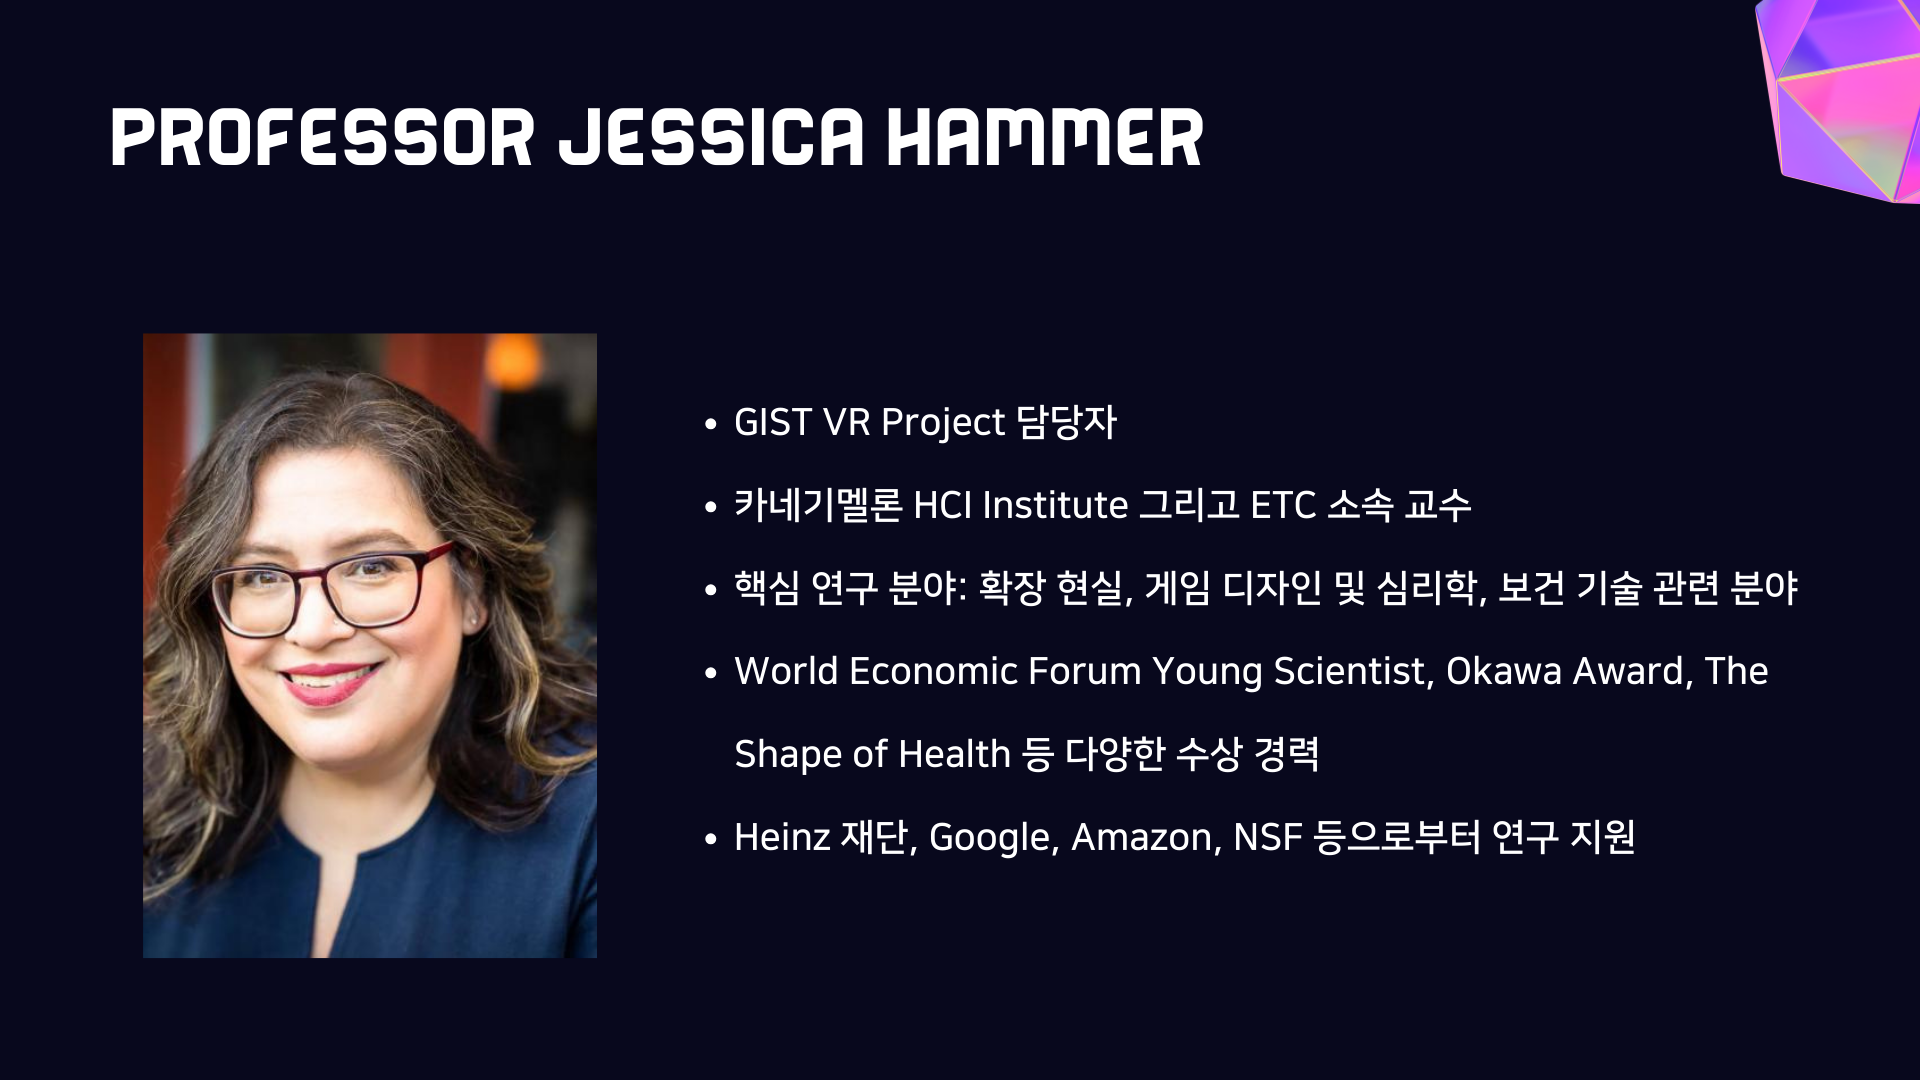 PROFESSOR JESSICA HAMMER
• GIST VR Project 담당자
• 카네기멜론 HCI Institute 그리고 ETC 소속 교수
• 핵심 연구 분야: 확장 현실, 게임 디자인 및 심리학, 보건 기술 관련 분야
• World Economic Forum Young Scientist, Okawa Award, The
Shape of Health 등 다양한 수상 경력
• Heinz 재단, Google, Amazon, NSF 등으로부터 연구 지원